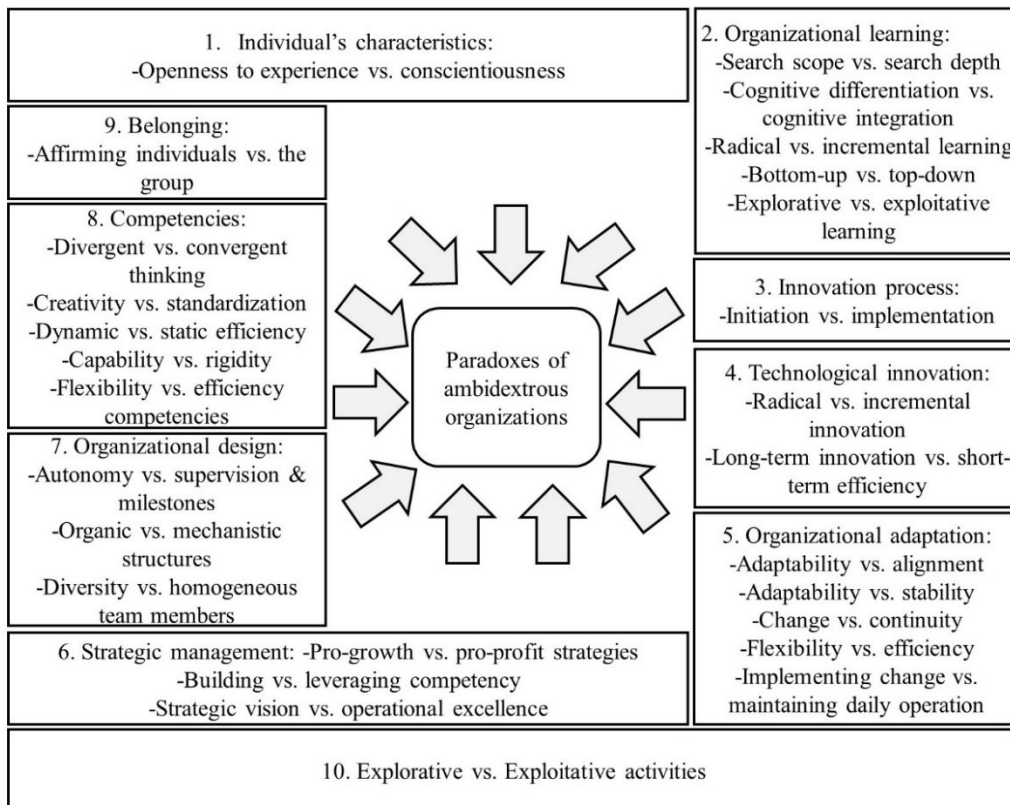 1. Individual's characteristics:
-Openness to experience vs. conscientiousness
2. Organizational learning:
-Search scope vs. search depth
-Cognitive differentiation vs.
cognitive integration
-Radical vs. incremental learning
-Bottom-up vs. top-down
-Explorative vs. exploitative
learning
3. Innovation process:
-Initiation vs. implementation
4. Technological innovation:
-Radical vs. incremental
innovation
-Long-term innovation vs. short-
term efficiency
5. Organizational adaptation:
-Adaptability vs. alignment
-Adaptability vs. stability
-Change vs. continuity
-Flexibility vs. efficiency
-Implementing change vs.
maintaining daily operation
6. Strategic management: -Pro-growth vs. pro-profit strategies
-Building vs. leveraging competency
-Strategic vision vs. operational excellence
7. Organizational design:
-Autonomy vs. supervision &
milestones
-Organic vs. mechanistic
structures
-Diversity vs. homogeneous
team members
8. Competencies:
-Divergent vs. convergent
thinking
-Creativity vs. standardization
-Dynamic vs. static efficiency
-Capability vs. rigidity
-Flexibility vs. efficiency
competencies
9. Belonging:
-Affirming individuals vs. the
group
Paradoxes of
ambidextrous
organizations
10. Explorative vs. Exploitative activities